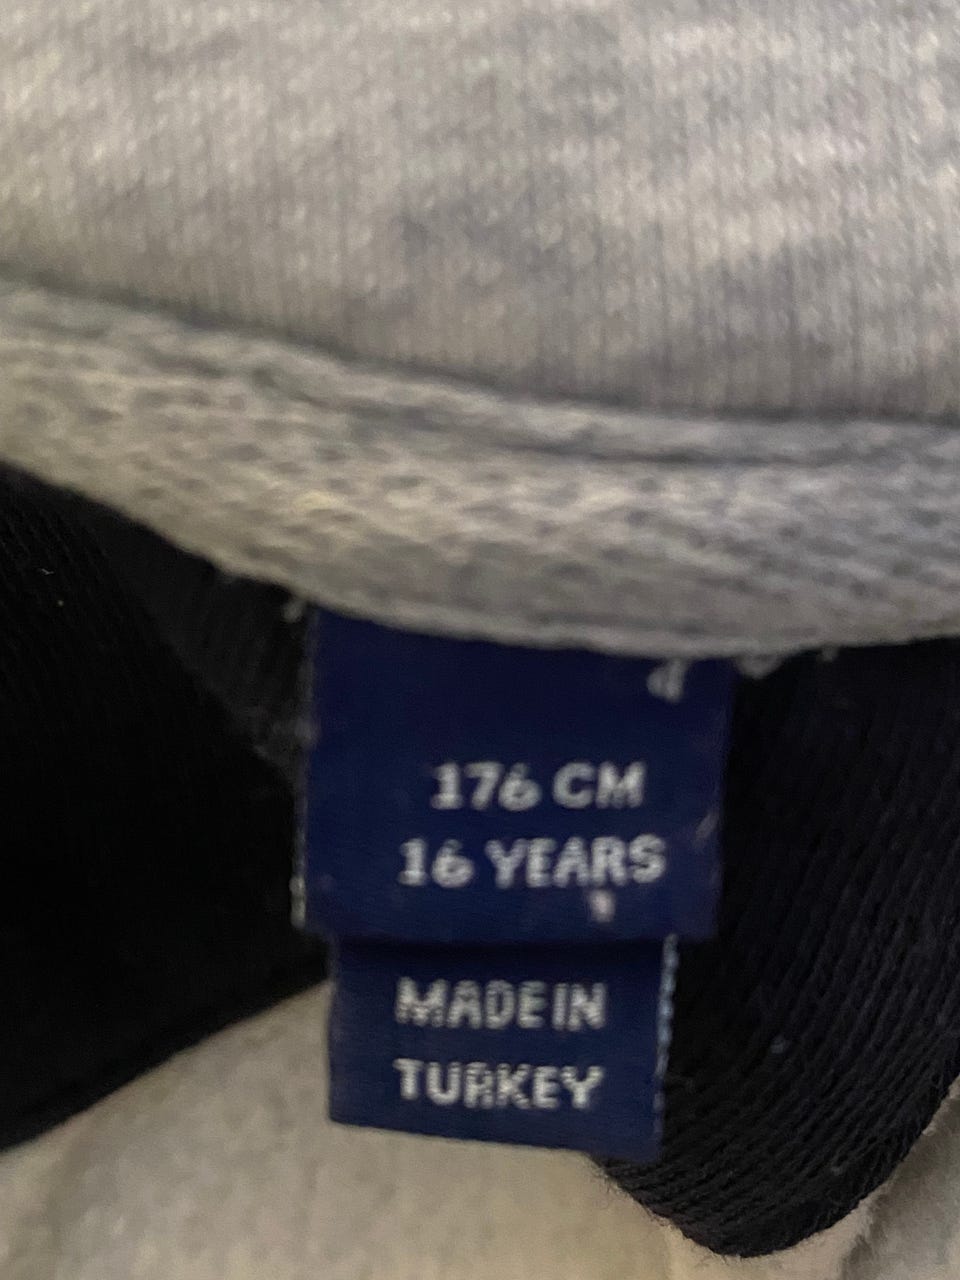 176 CM
16 YEARS
MADE IN
TURKEY